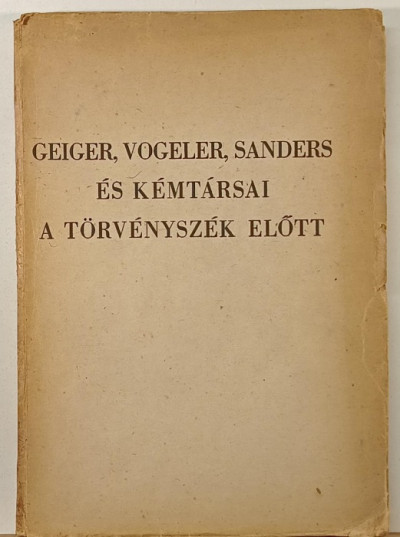 GEIGER, VOGELER, SANDERS
ÉS KÉMTÁRSAI
A TÖRVÉNYSZÉK ELŐTT